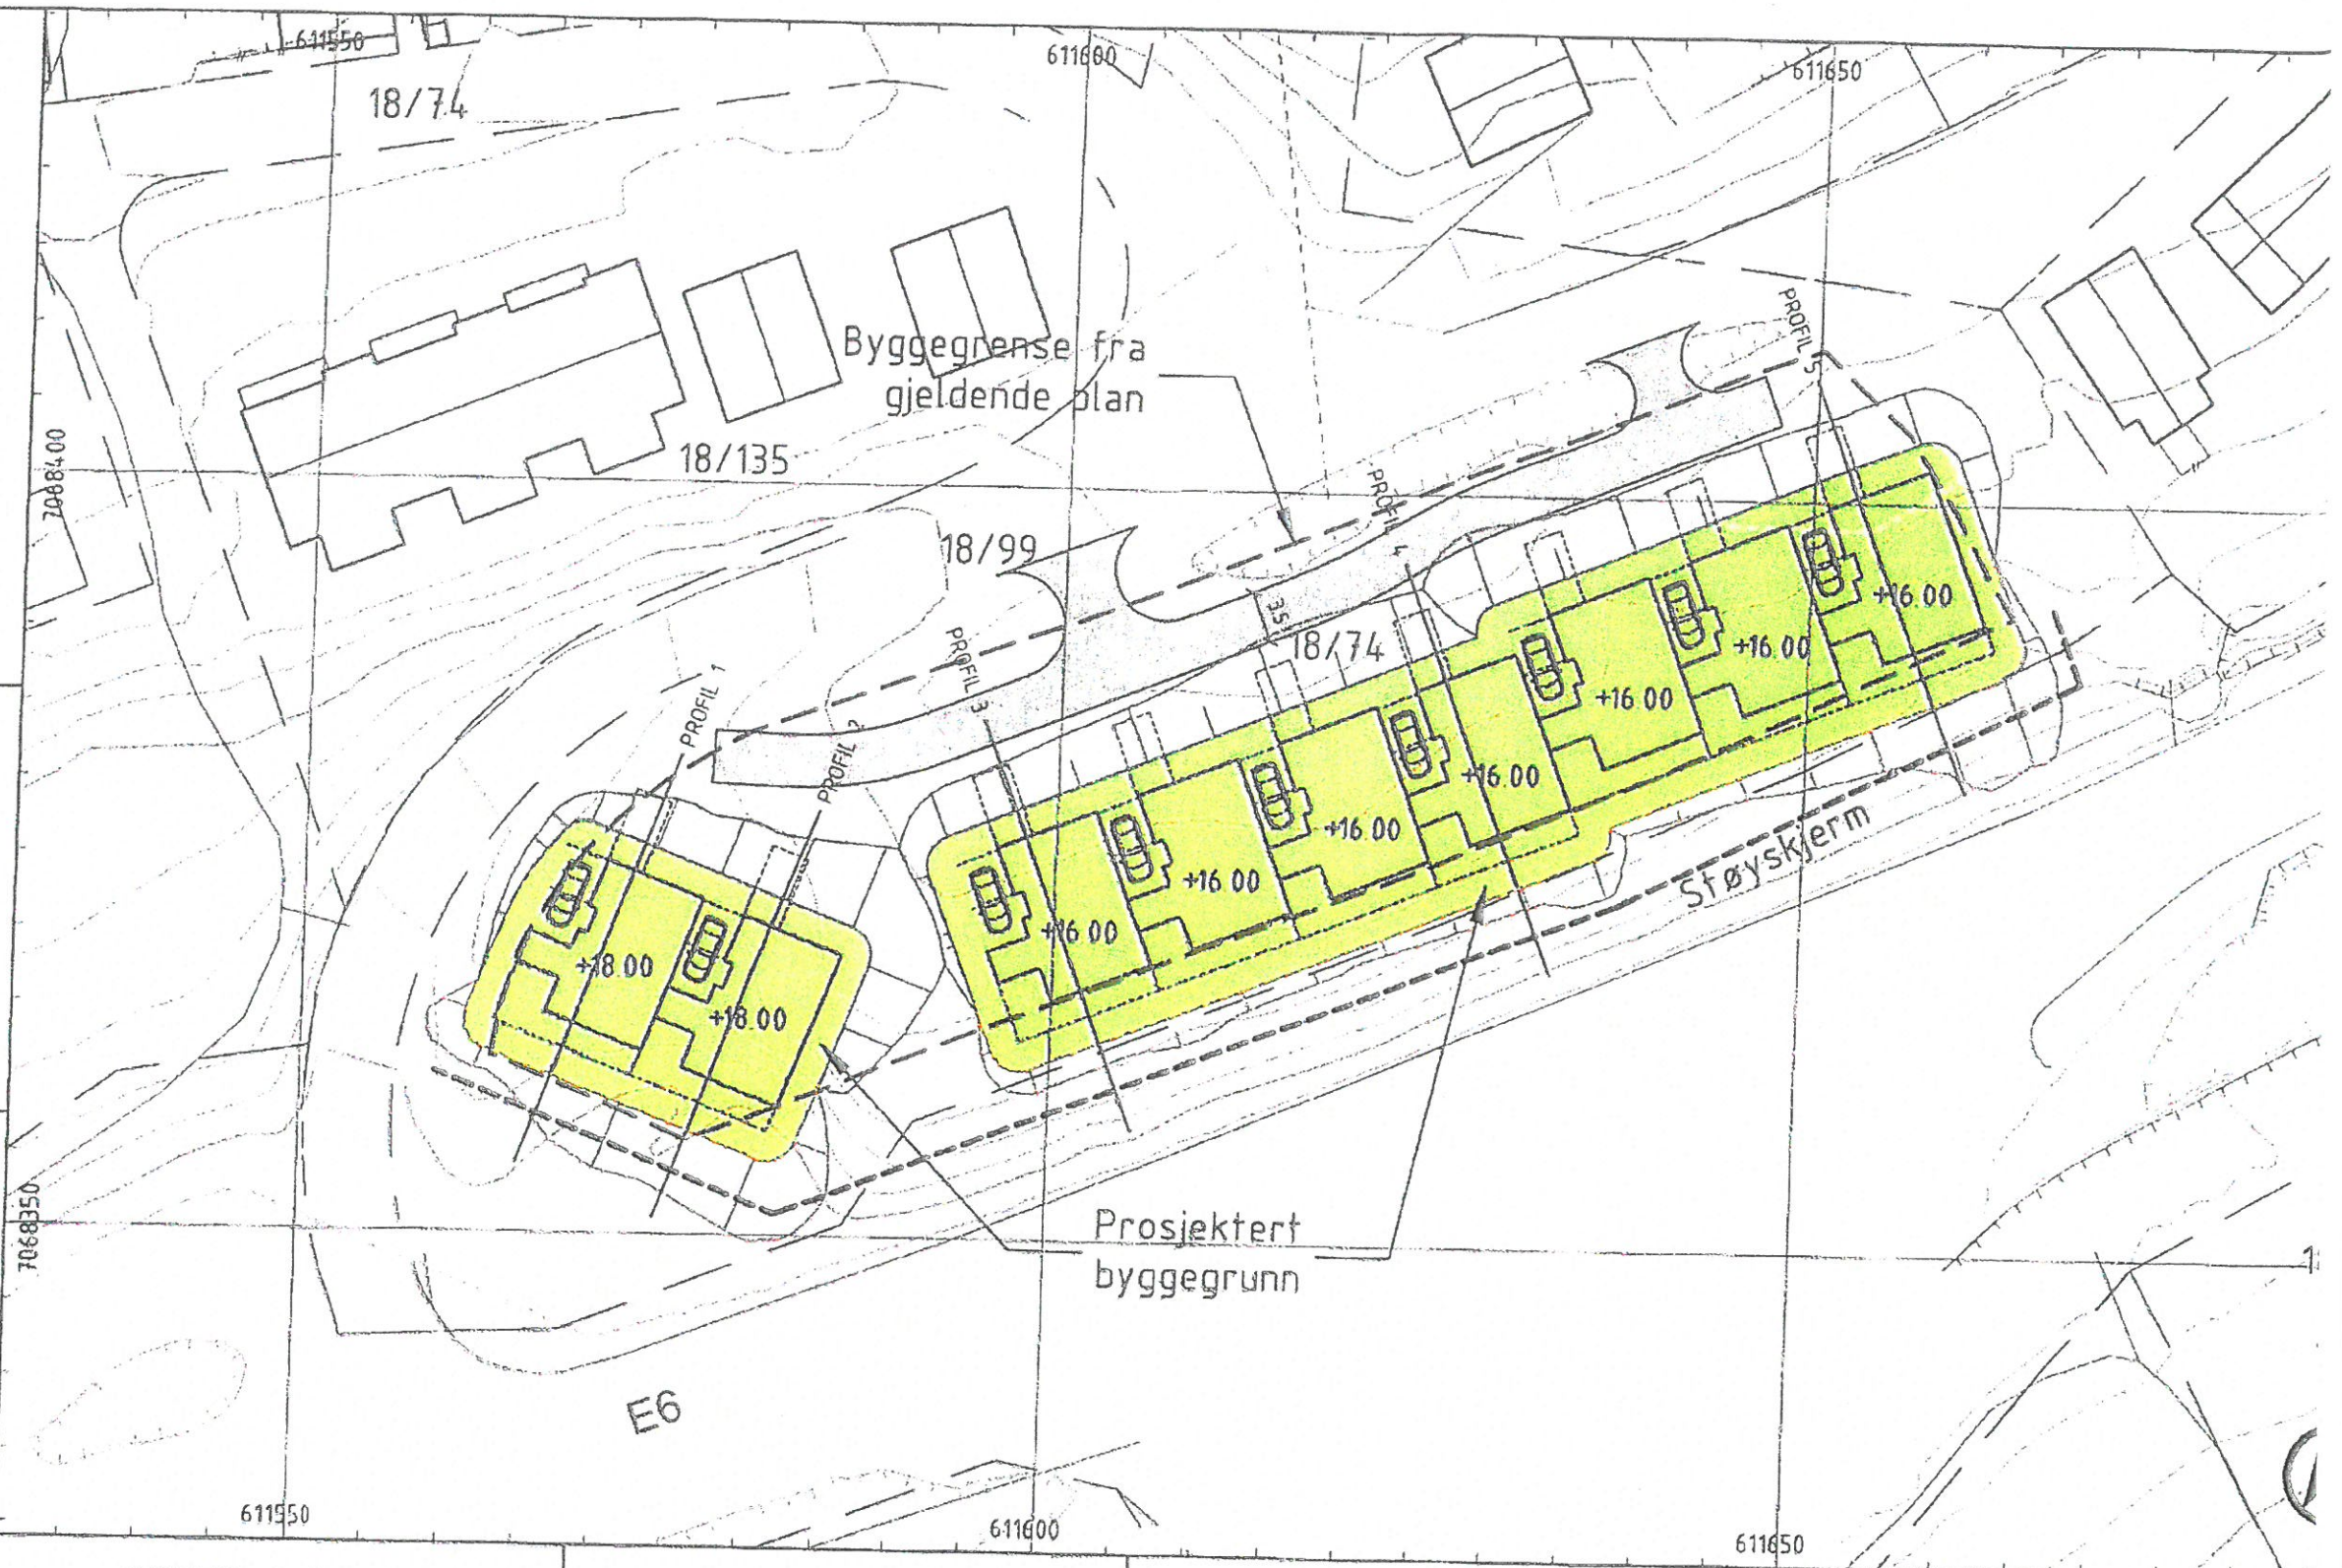 611550
611600
611650
18/74
PROFIL 5
Byggegrense fra
gjeldende plan
7068400
18/135
PROFIL 4
18/99
+16.00
3.5
18/74
+16.00
PROFIL 3
PROFIL 1
+16.00
PROFIL 2
+16.00
+16.00
Støyskjerm
+16.00
+16.00
+18.00
+18.00
7068350
Prosjektert
byggegrunn
E6
611550
611600
611650